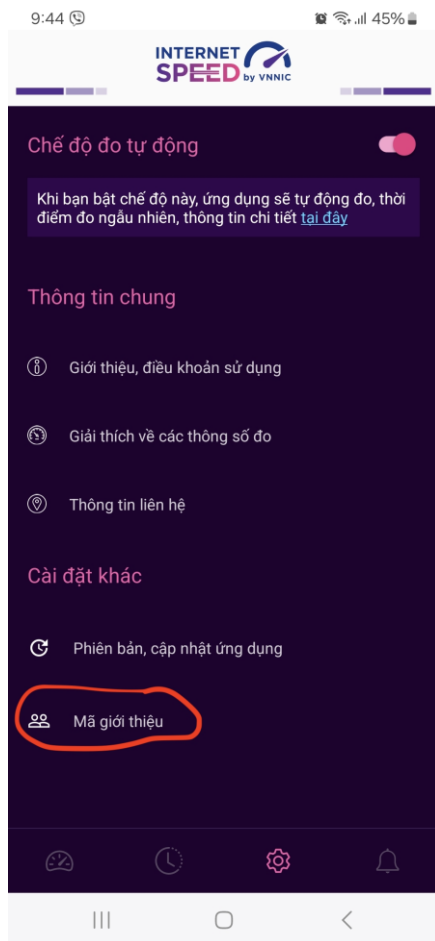 9:44
45%
INTERNET
SPEED by VNNIC
Chế độ đo tự động
Khi bạn bật chế độ này, ứng dụng sẽ tự động đo, thời
điểm đo ngẫu nhiên, thông tin chi tiết tại đây
Thông tin chung
Giới thiệu, điều khoản sử dụng
Giải thích về các thông số đo
Thông tin liên hệ
Cài đặt khác
Phiên bản, cập nhật ứng dụng
Mã giới thiệu